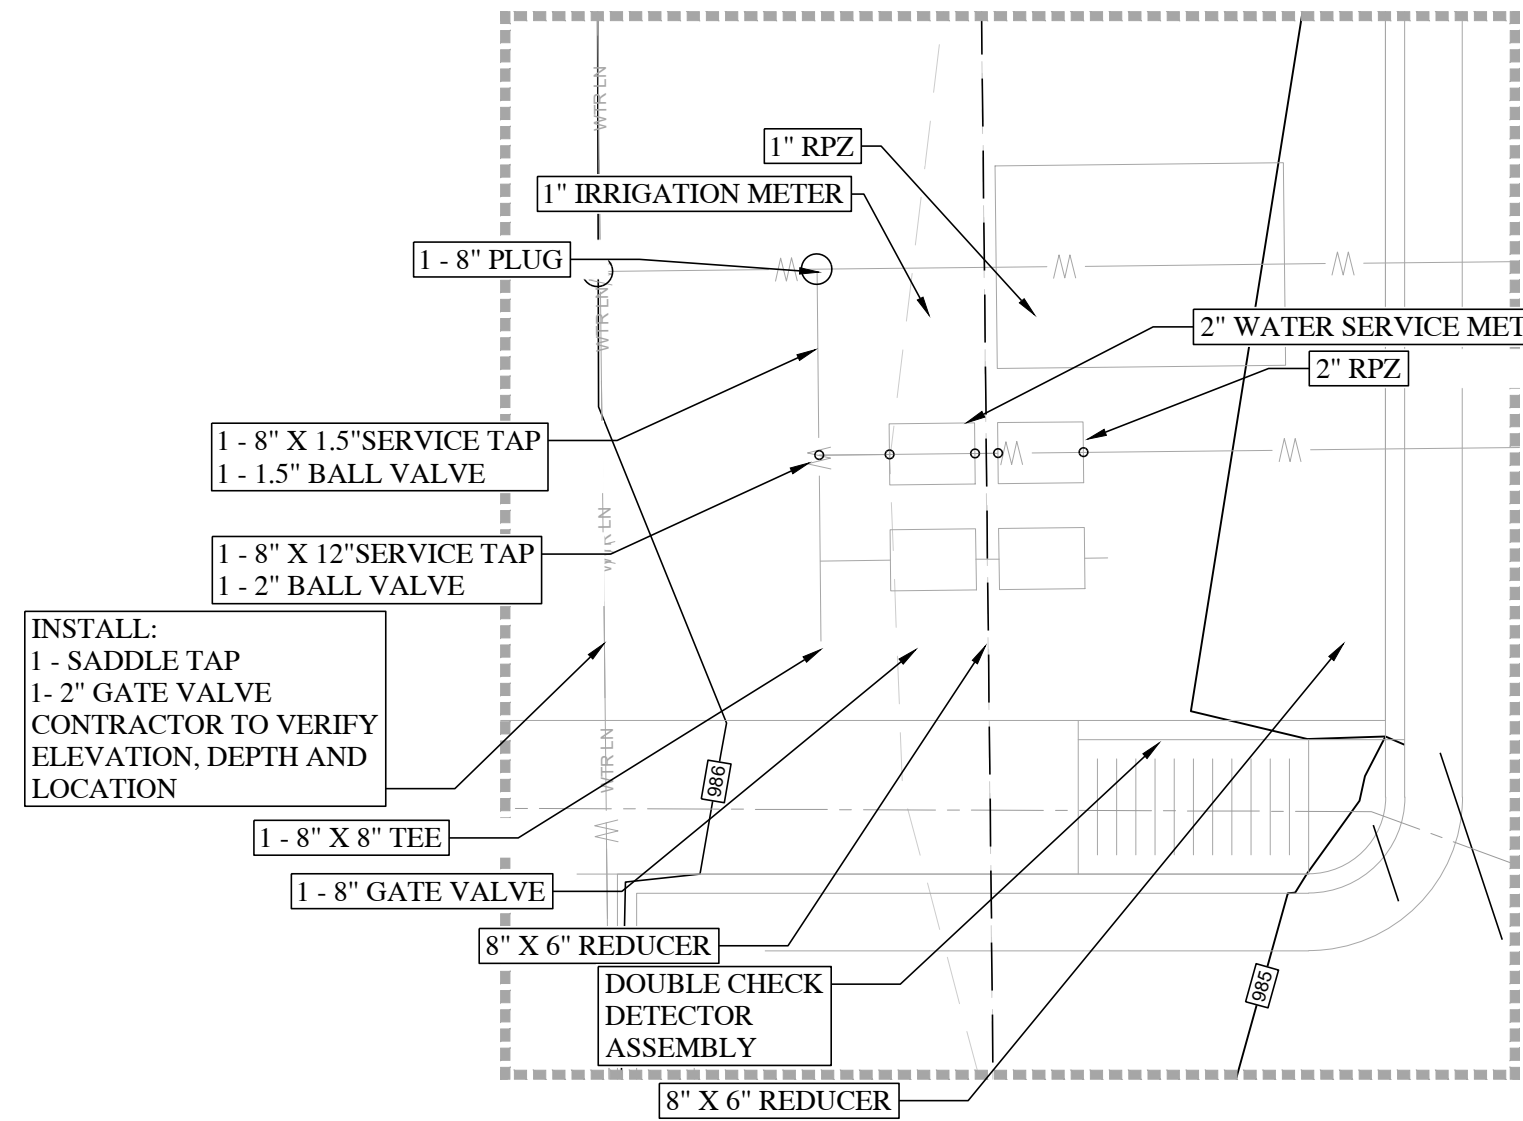 WTR LN
1" RPZ
1" IRRIGATION METER
1 - 8" PLUG
WTR LN
2" WATER SERVICE MET
2" RPZ
1 - 8" X 1.5"SERVICE TAP
1 - 1.5" BALL VALVE
WTR LN
1 - 8" X 12"SERVICE TAP
1 - 2" BALL VALVE
INSTALL:
1 - SADDLE TAP
1- 2" GATE VALVE
CONTRACTOR TO VERIFY
ELEVATION, DEPTH AND
LOCATION
WTR LN
986
1 - 8" X 8" TEE
1 - 8" GATE VALVE
8" X 6" REDUCER
DOUBLE CHECK
DETECTOR
ASSEMBLY
985
8" X 6" REDUCER